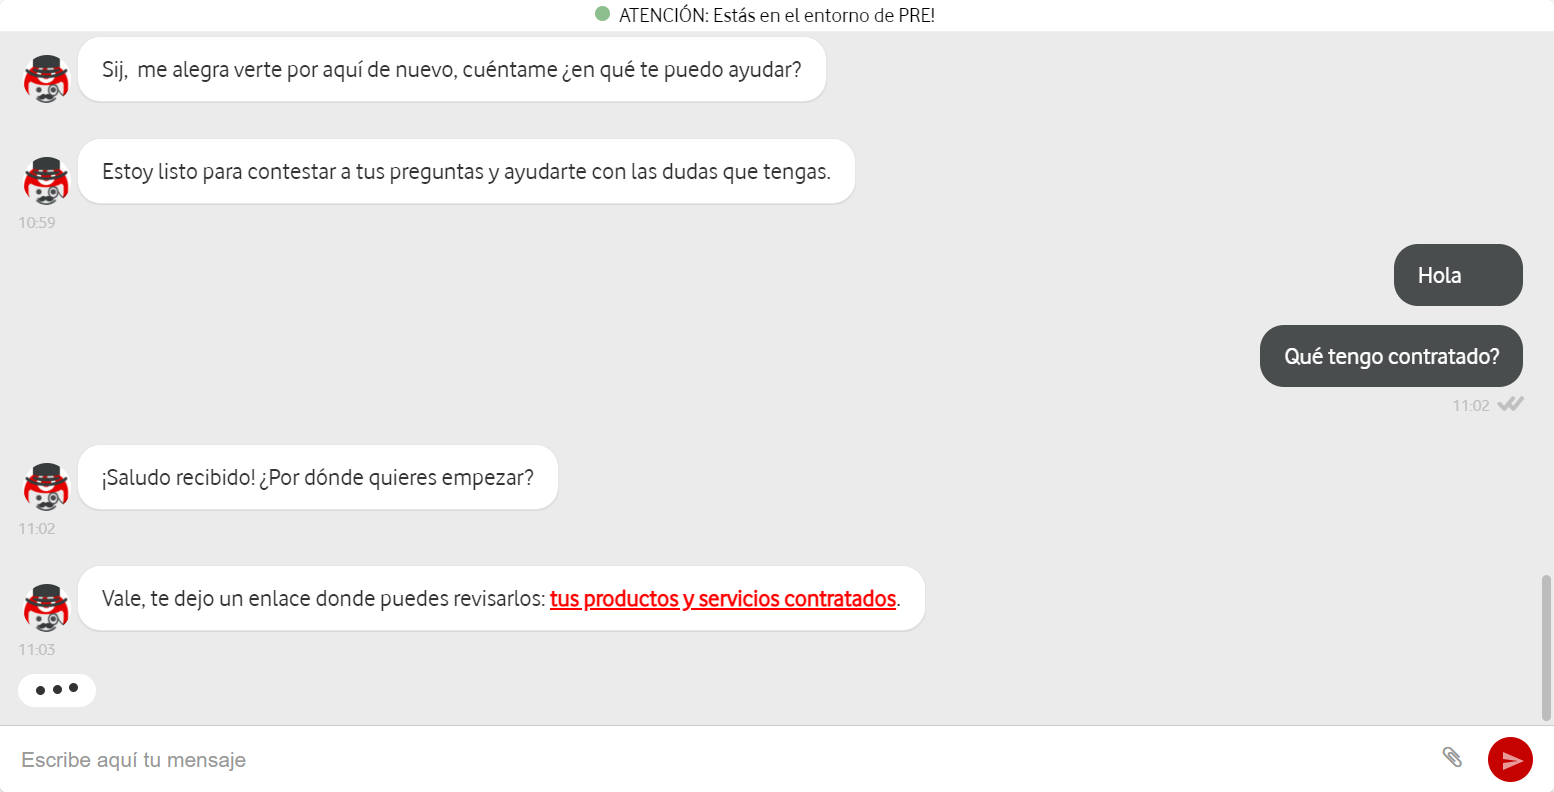 ATENCIÓN: Estás en el entorno de PRE!
Sij,  me alegra verte por aquí de nuevo, cuéntame ¿en qué te puedo ayudar?
Estoy listo para contestar a tus preguntas y ayudarte con las dudas que tengas.
10:59
Hola
Qué tengo contratado?
11:02
¡Saludo recibido! ¿Por dónde quieres empezar?
11:02
Vale, te dejo un enlace donde puedes revisarlos: tus productos y servicios contratados.
11:03
Escribe aquí tu mensaje